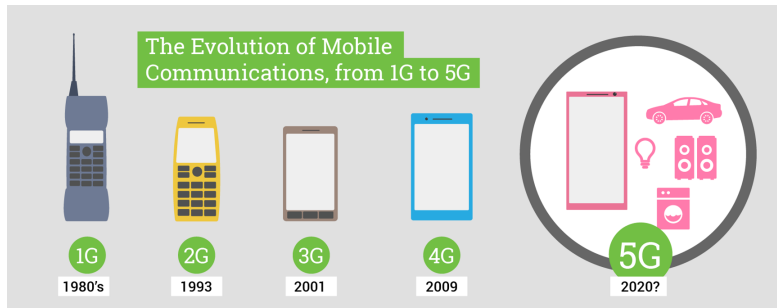 The Evolution of Mobile
Communications, from 1G to 5G
1G
2G
3G
4G
5G
1980's
1993
2001
2009
2020?